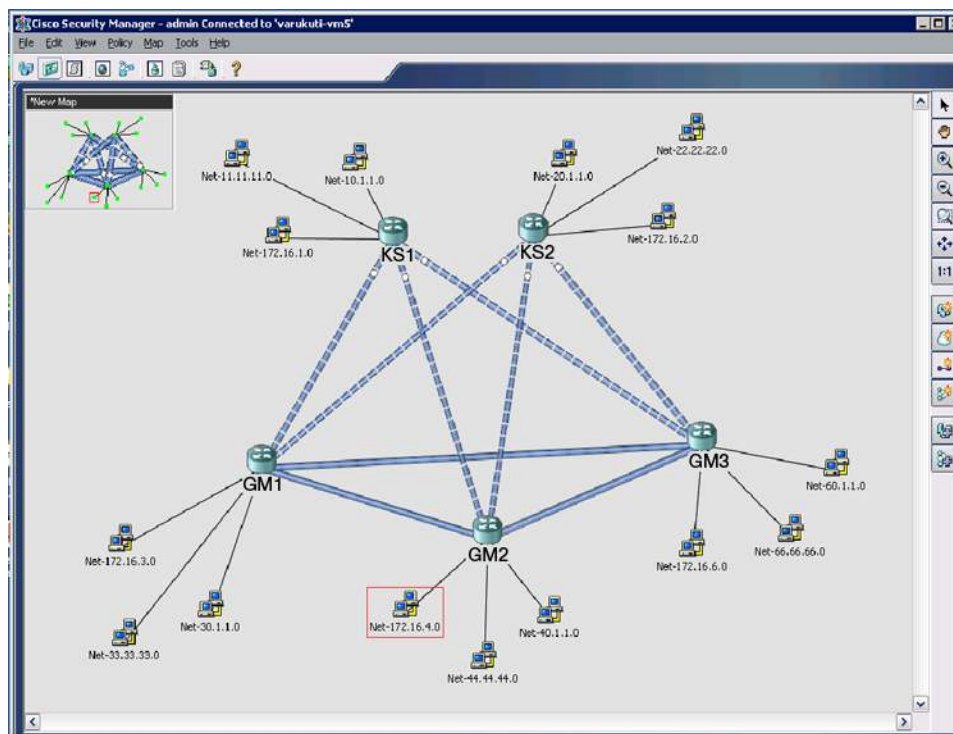 Cisco Security Manager - admin Connected to 'varukuti-vm5'
File Edit View Policy Map Tools Help
*New Map
Net-11.11.11.0
Net-10.1.1.0
Net-20.1.1.0
Net-22.22.22.0
Net-172.16.1.0
Net-172.16.2.0
KS1
KS2
1:1
GM1
GM2
GM3
Net-60.1.1.0
Net-66.66.66.0
Net-172.16.6.0
Net-172.16.3.0
Net-30.1.1.0
Net-33.33.33.0
Net-172.16.4.0
Net-40.1.1.0
Net-44.44.44.0